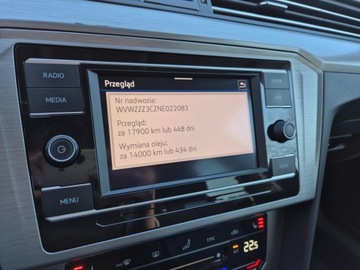 RADIO
MEDIA
MENU
Przegląd
Nr nadwozia:
WVWZZZ3CZNE022083
Przegląd:
za 17900 km lub 448 dni
Wymiana oleju:
za 14000 km lub 434 dni
22